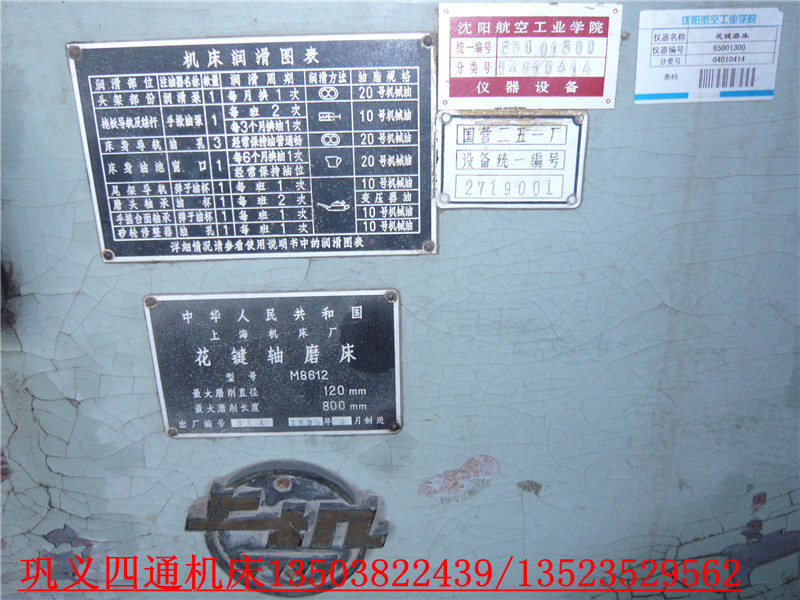 机床润滑图表
润滑部位 注油器名称 数量 润滑周期 润滑方法 油脂规格
头架部份 润滑泵 1 每月换1次 20号机械油
拖板导轨及丝杆 手揿油泵 1 每班2次 10号机械油
每3个月换油1次
床身导轨 油孔 3 经常保持油管通畅 20号机械油
床身油池 窗口 1 每6个月换油1次 20号机械油
经常保持油位
尾架导轨 弹子油杯 1 每班1次 10号机械油
磨头轴承 油杯 1 每班2次 变压器油
手摇台面轴承 弹子油杯 1 每班1次 10号机械油
砂轮修整器 油孔 1 每班1次 10号机械油
详细情况请参看使用说明书中的润滑图表
沈阳航空工业学院
统一编号 65001300
分类号 04010414
仪器设备
沈阳航空工业学院
仪器名称 花键磨床
仪器编号 65001300
分类号 04010414
条码
国营二五一厂
设备统一编号
2719001
中华人民共和国
上海机床厂
花键轴磨床
型号 M8612
最大磨削直径 120 mm
最大磨削长度 800 mm
出厂编号 年 月制造
上机
巩义四通机床13503822439/13523529562